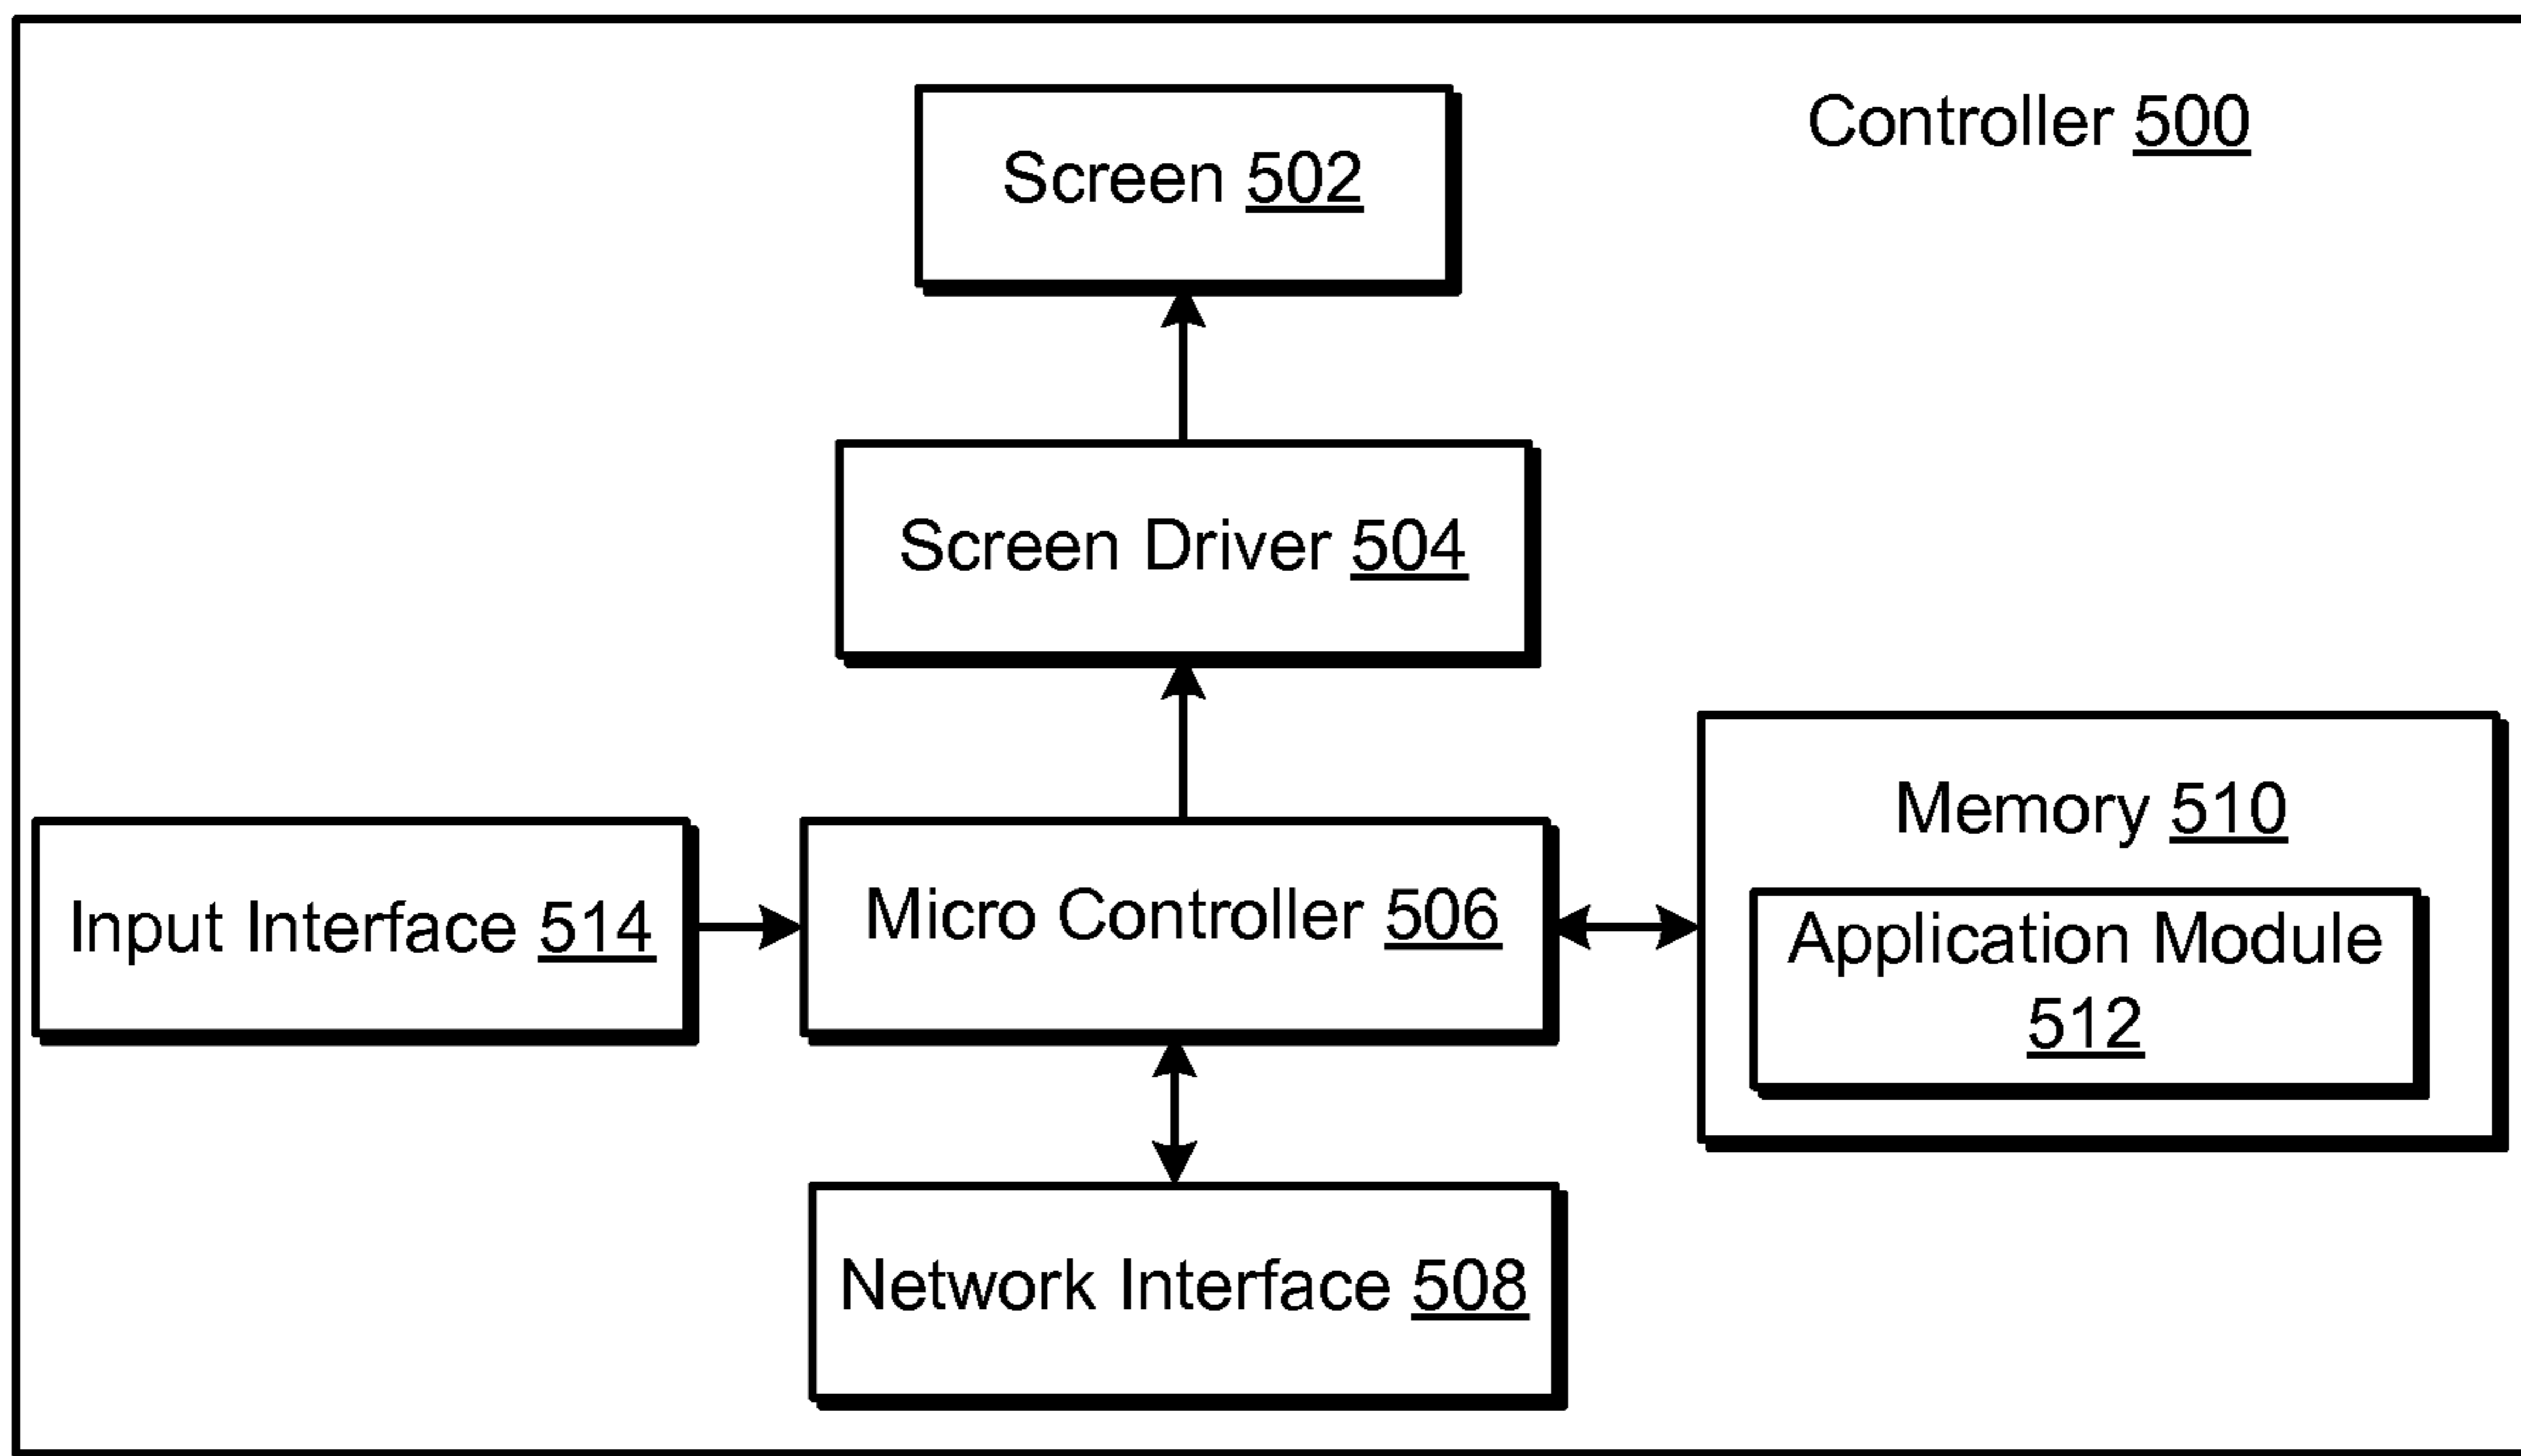 Controller 500
Screen 502
Screen Driver 504
Input Interface 514
Micro Controller 506
Memory 510
Application Module
512
Network Interface 508